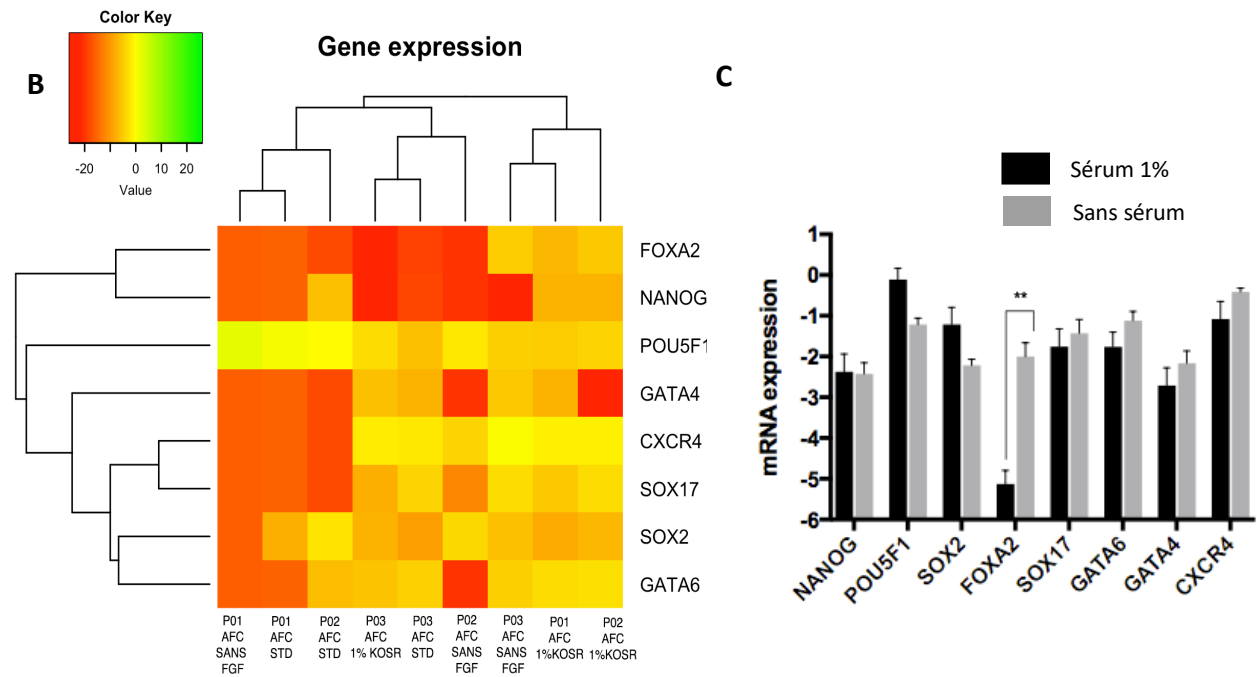 Color Key
-20
0
10
20
Value
B
Gene expression
FOXA2
NANOG
POU5F1
GATA4
CXCR4
SOX17
SOX2
GATA6
P01
AFC
SANS
FGF
P01
AFC
STD
P02
AFC
STD
P03
AFC
1% KOSR
P03
AFC
STD
P02
AFC
SANS
FGF
P03
AFC
SANS
FGF
P01
AFC
1%KOSR
P02
AFC
1%KOSR
C
Sérum 1%
Sans sérum
mRNA expression
1
0
-1
-2
-3
-4
-5
-6
**
NANOG
POU5F1
SOX2
FOXA2
SOX17
GATA6
GATA4
CXCR4